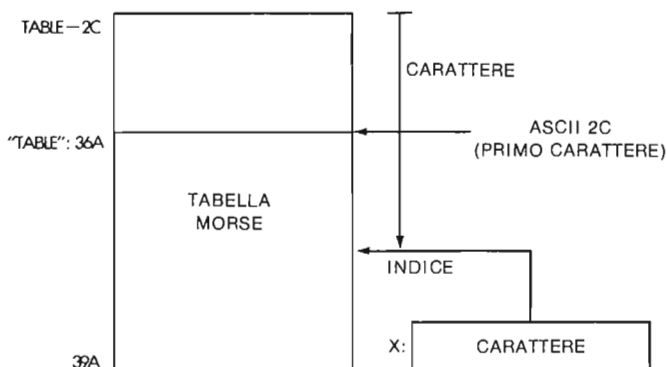 TABLE—2C
CARATTERE
"TABLE": 36A
ASCII 2C
(PRIMO CARATTERE)
TABELLA
MORSE
INDICE
X:
CARATTERE
39A